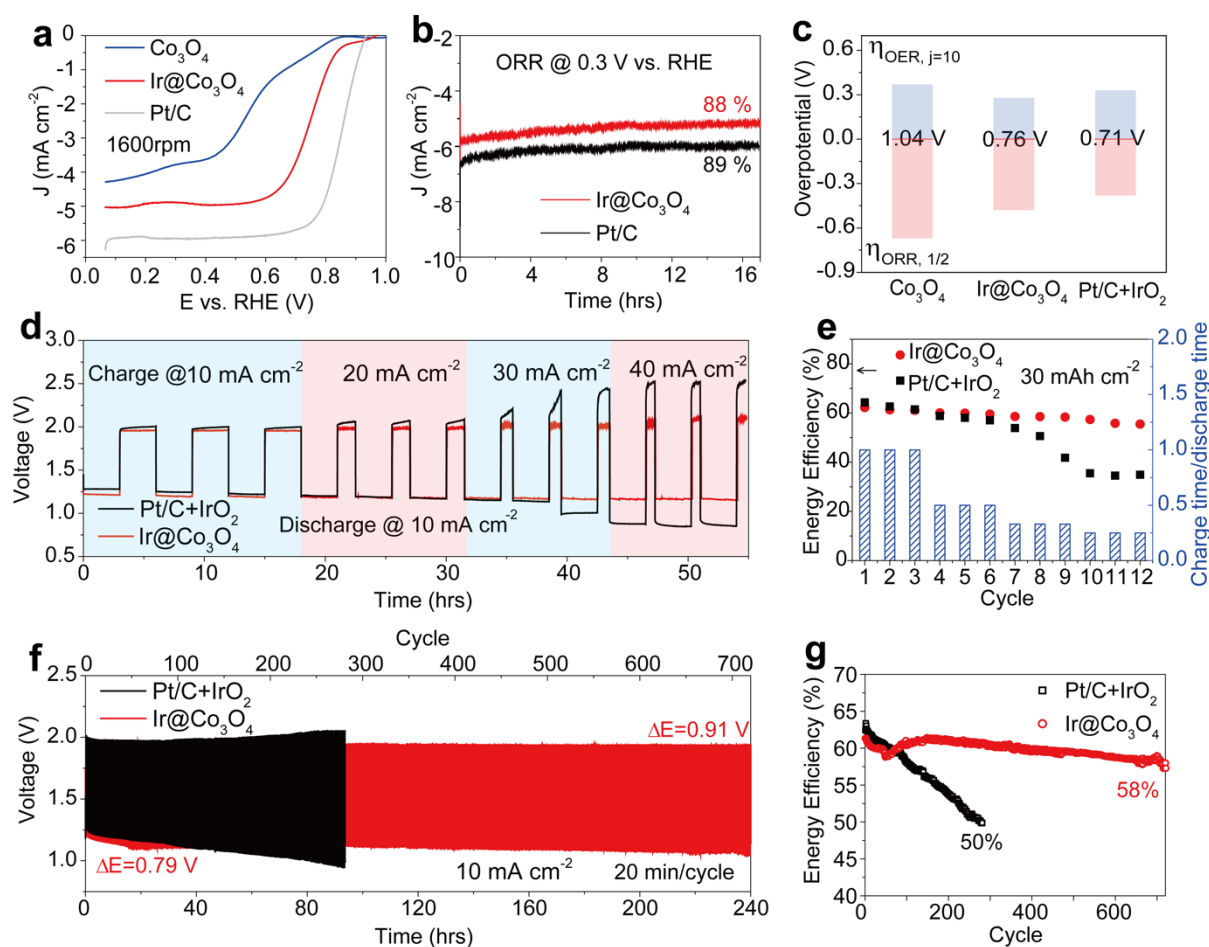 a
Co₃O₄
Ir@Co₃O₄
Pt/C
1600rpm
J (mA cm⁻²)
0
-1
-2
-3
-4
-5
-6
0.0 0.2 0.4 0.6 0.8 1.0
E vs. RHE (V)
b
ORR @ 0.3 V vs. RHE
88 %
89 %
Ir@Co₃O₄
Pt/C
J (mA cm⁻²)
-2
-4
-6
-8
-10
0 4 8 12 16
Time (hrs)
c
η OER, j=10
1.04 V 0.76 V 0.71 V
η ORR, 1/2
Overpotential (V)
0.6
0.3
0.0
-0.3
-0.6
-0.9
Co₃O₄ Ir@Co₃O₄ Pt/C+IrO₂
d
Charge @10 mA cm⁻² 20 mA cm⁻² 30 mA cm⁻² 40 mA cm⁻²
Pt/C+IrO₂
Ir@Co₃O₄
Discharge @ 10 mA cm⁻²
Voltage (V)
3.0
2.5
2.0
1.5
1.0
0.5
0 10 20 30 40 50
Time (hrs)
e
Ir@Co₃O₄
Pt/C+IrO₂
30 mAh cm⁻²
Energy Efficiency (%)
80
60
40
20
0
2.0
1.5
1.0
0.5
0.0
Charge time/discharge time
1 2 3 4 5 6 7 8 9 10 11 12
Cycle
f
Cycle
0 100 200 300 400 500 600 700
Pt/C+IrO₂
Ir@Co₃O₄
ΔE=0.91 V
ΔE=0.79 V
10 mA cm⁻² 20 min/cycle
Voltage (V)
2.5
2.0
1.5
1.0
0 40 80 120 160 200 240
Time (hrs)
g
Pt/C+IrO₂
Ir@Co₃O₄
58%
50%
Energy Efficiency (%)
70
65
60
55
50
45
40
0 200 400 600
Cycle